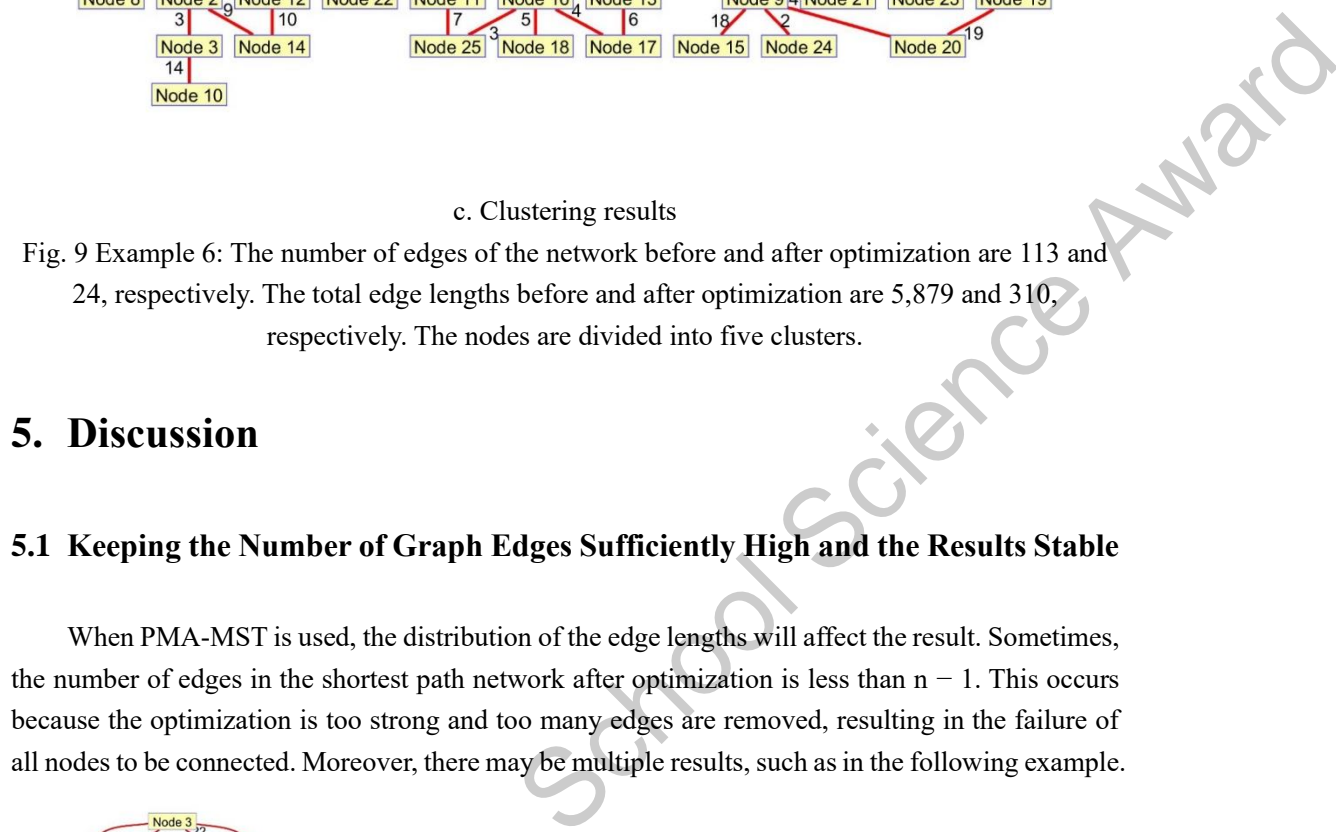 Node 8 Node 2 9 Node 12 Node 22 Node 11 Node 16 4 Node 13 Node 9 4 Node 21 Node 23 Node 19
3 10 7 5 6 18 2
Node 3 Node 14 Node 25 3 Node 18 Node 17 Node 15 Node 24 Node 20 19
14
Node 10
c. Clustering results
Fig. 9 Example 6: The number of edges of the network before and after optimization are 113 and
24, respectively. The total edge lengths before and after optimization are 5,879 and 310,
respectively. The nodes are divided into five clusters.
5. Discussion
5.1 Keeping the Number of Graph Edges Sufficiently High and the Results Stable
When PMA-MST is used, the distribution of the edge lengths will affect the result. Sometimes,
the number of edges in the shortest path network after optimization is less than n − 1. This occurs
because the optimization is too strong and too many edges are removed, resulting in the failure of
all nodes to be connected. Moreover, there may be multiple results, such as in the following example.
Node 3
School Science Award